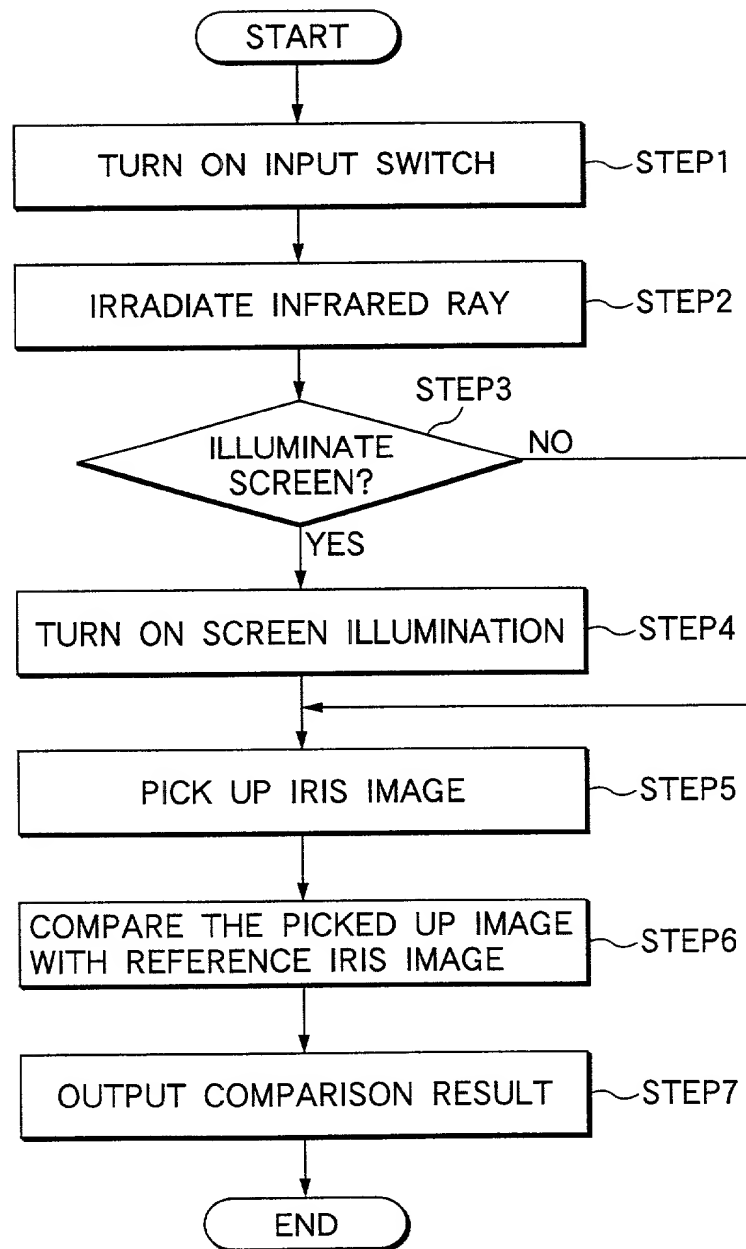 START
TURN ON INPUT SWITCH
STEP1
IRRADIATE INFRARED RAY
STEP2
STEP3
ILLUMINATE
SCREEN?
NO
YES
TURN ON SCREEN ILLUMINATION
STEP4
PICK UP IRIS IMAGE
STEP5
COMPARE THE PICKED UP IMAGE
WITH REFERENCE IRIS IMAGE
STEP6
OUTPUT COMPARISON RESULT
STEP7
END